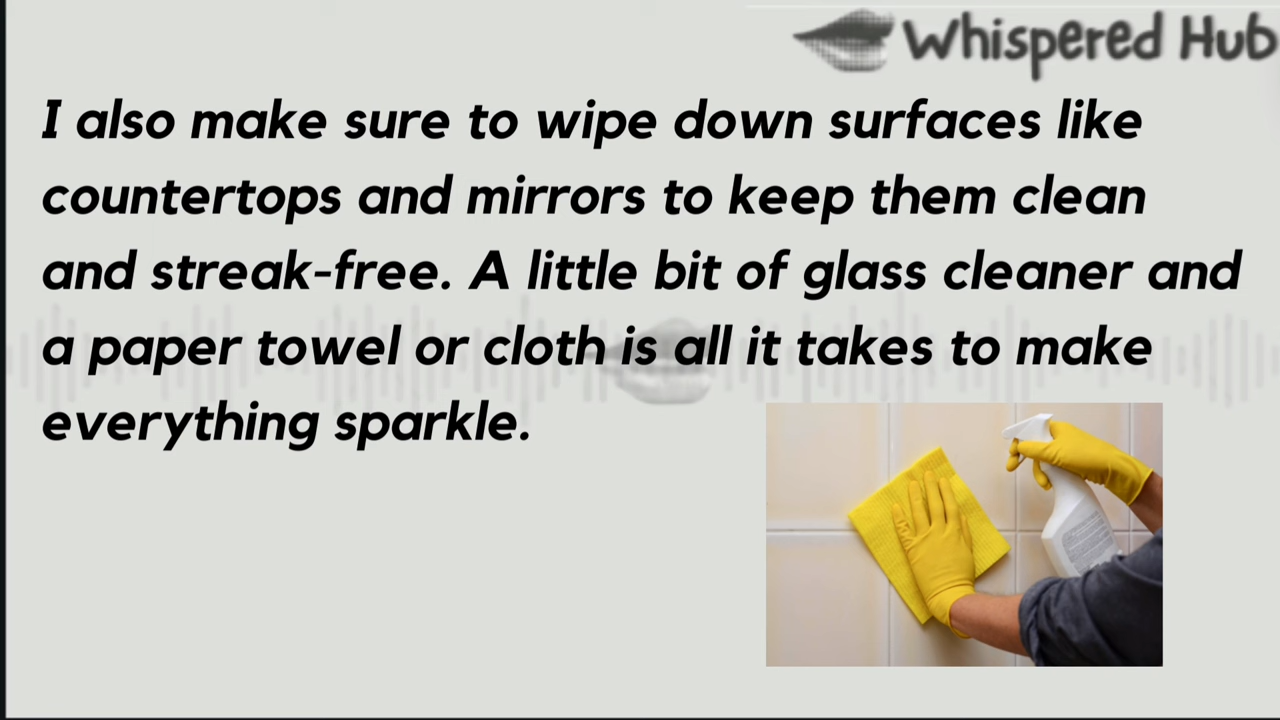 Whispered Hub
I also make sure to wipe down surfaces like
countertops and mirrors to keep them clean
and streak-free. A little bit of glass cleaner and
a paper towel or cloth is all it takes to make
everything sparkle.